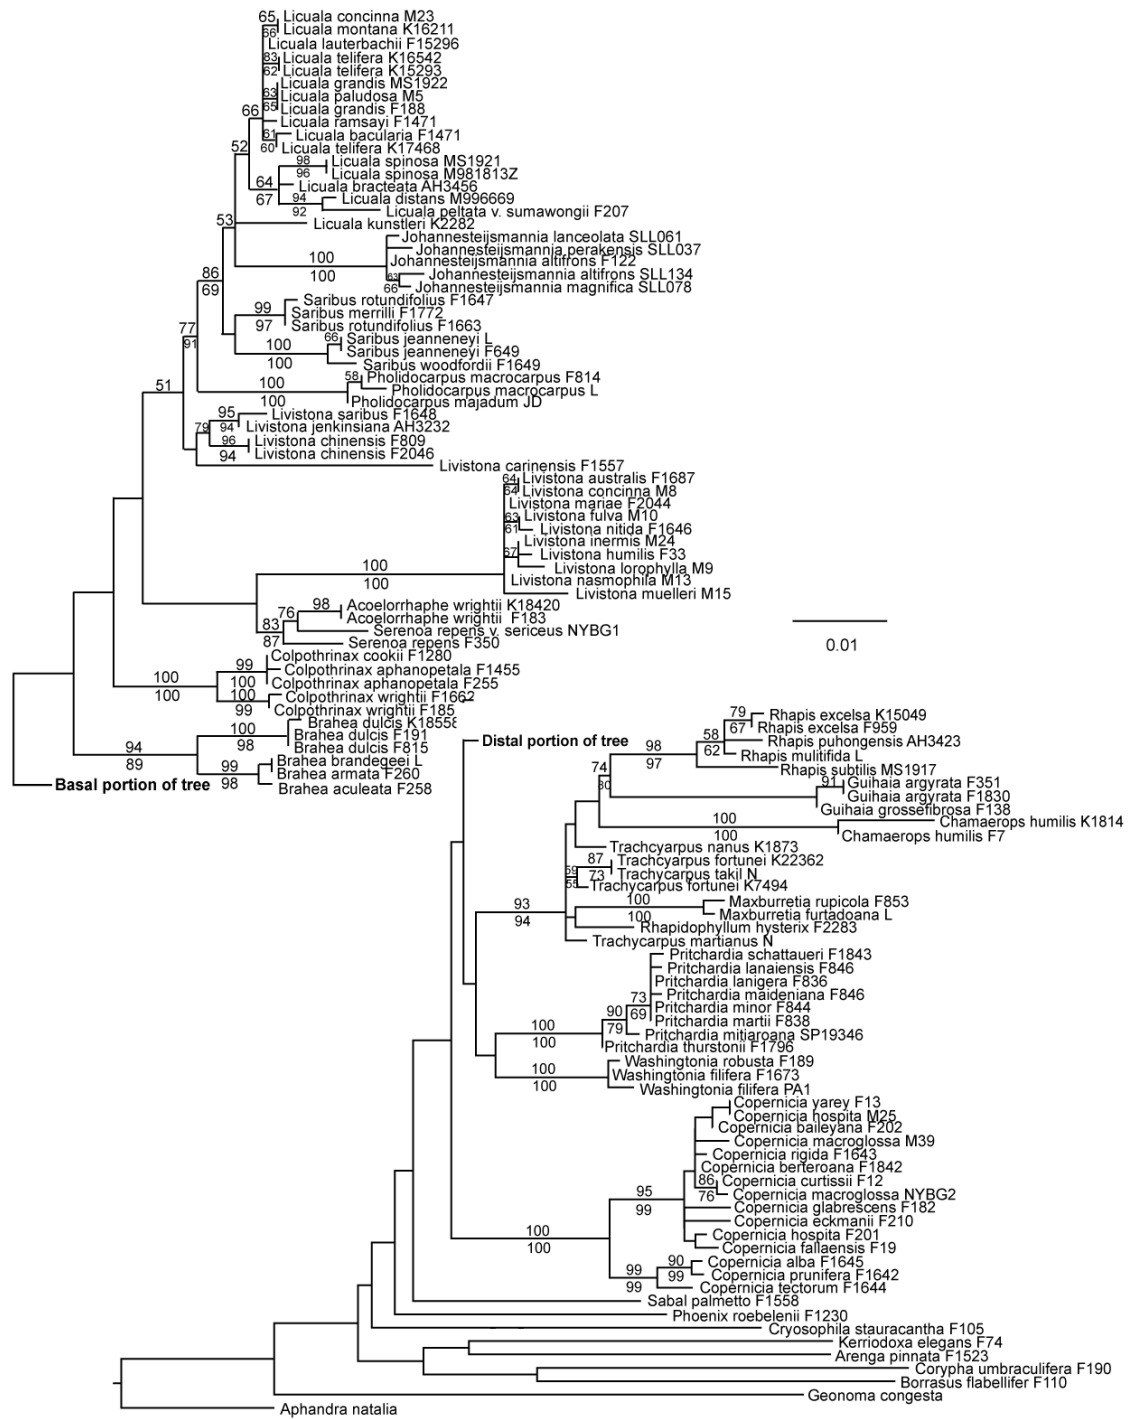 65 Licuala concinna M23
66 Licuala montana K16211
Licuala lauterbachii F15296
83 Licuala telifera K16542
62 Licuala telifera K15293
Licuala grandis MS1922
63 Licuala paludosa M5
65 Licuala grandis F188
66
Licuala ramsayi F1471
61 Licuala bacularia F1471
60 Licuala telifera K17468
52
98 Licuala spinosa MS1921
96 Licuala spinosa M981813Z
64
67
Licuala bracteata AH3456
94 Licuala distans M996669
92 Licuala peltata v. sumawongii F207
53
Licuala kunstleri K2282
Johannesteijsmannia lanceolata SLL061
Johannesteijsmannia perakensis SLL037
100
100
Johannesteijsmannia altifrons F122
63 Johannesteijsmannia altifrons SLL134
66 Johannesteijsmannia magnifica SLL078
86
69
Saribus rotundifolius F1647
99 Saribus merrilli F1772
97 Saribus rotundifolius F1663
66 Saribus jeanneneyi L
Saribus jeanneneyi F649
100
100
Saribus woodfordii F1649
77
91
58 Pholidocarpus macrocarpus F814
100
100
Pholidocarpus macrocarpus L
Pholidocarpus majadum JD
51
95 Livistona saribus F1648
79 94 Livistona jenkinsiana AH3232
96 Livistona chinensis F809
94 Livistona chinensis F2046
Livistona carinensis F1557
64 Livistona australis F1687
64 Livistona concinna M8
Livistona mariae F2044
63 Livistona fulva M10
61 Livistona nitida F1646
Livistona inermis M24
67 Livistona humilis F33
Livistona lorophylla M9
100
100
Livistona nasmophila M13
Livistona muelleri M15
98 Acoelorrhaphe wrightii K18420
76 Acoelorrhaphe wrightii F183
83 Serenoa repens v. sericeus NYBG1
87 Serenoa repens F350
0.01
Colpothrinax cookii F1280
99 Colpothrinax aphanopetala F1455
100 Colpothrinax aphanopetala F255
100
100
100 Colpothrinax wrightii F1662
99 Colpothrinax wrightii F185
Brahea dulcis K18558
100 Brahea dulcis F191
98 Brahea dulcis F815
94
89
Brahea brandegeei L
99 Brahea armata F260
98 Brahea aculeata F258
Basal portion of tree
Distal portion of tree
79 Rhapis excelsa K15049
67 Rhapis excelsa F959
58 Rhapis puhongensis AH3423
62 Rhapis mulitifida L
98
97
Rhapis subtilis MS1917
74
80
91 Guihaia argyrata F351
Guihaia argyrata F1830
Guihaia grossefibrosa F138
100 Chamaerops humilis K1814
100 Chamaerops humilis F7
Trachcyarpus nanus K1873
87 Trachcyarpus fortunei K22362
73 Trachycarpus takil N
59
55
Trachycarpus fortunei K7494
100 Maxburretia rupicola F853
100 Maxburretia furtadoana L
93
94
Rhapidophyllum hysterix F2283
Trachycarpus martianus N
Pritchardia schattaueri F1843
Pritchardia lanaiensis F846
Pritchardia lanigera F836
73 Pritchardia maideniana F846
Pritchardia minor F844
90 69 Pritchardia martii F838
79 Pritchardia mitiaroana SP19346
100
100
Pritchardia thurstonii F1796
Washingtonia robusta F189
100 Washingtonia filifera F1673
100 Washingtonia filifera PA1
Copernicia yarey F13
Copernicia hospita M25
Copernicia baileyana F202
Copernicia macroglossa M39
Copernicia rigida F1643
Copernicia berteroana F1842
86 Copernicia curtissii F12
76 Copernicia macroglossa NYBG2
95
99
Copernicia glabrescens F182
Copernicia eckmanii F210
Copernicia hospita F201
Copernicia fallaensis F19
100
100
90 Copernicia alba F1645
99 Copernicia prunifera F1642
99
99
Copernicia tectorum F1644
Sabal palmetto F1558
Phoenix roebelenii F1230
Cryosophila stauracantha F105
Kerriodoxa elegans F74
Arenga pinnata F1523
Corypha umbraculifera F190
Borrasus flabellifer F110
Geonoma congesta
Aphandra natalia